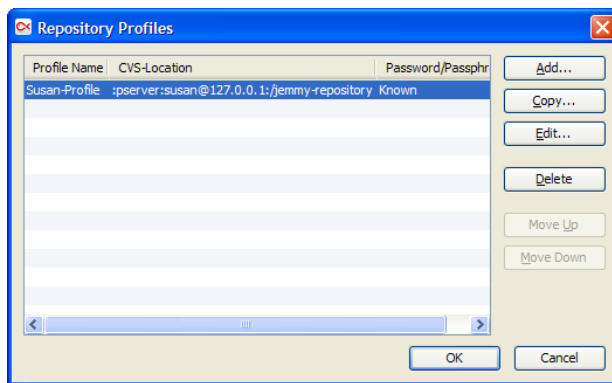 Repository Profiles
Profile Name CVS-Location Password/Passphr
Susan-Profile :pserver:susan@127.0.0.1:/jemmy-repository Known
Add...
Copy...
Edit...
Delete
Move Up
Move Down
OK Cancel